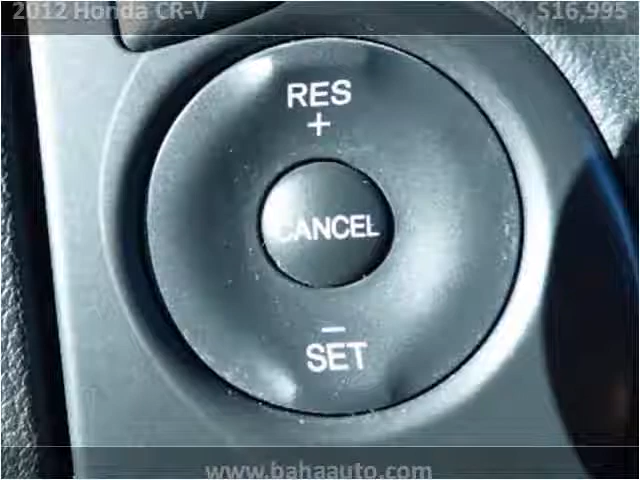 2012 Honda CR-V $16,995
RES
+
CANCEL
−
SET
www.bahaauto.com